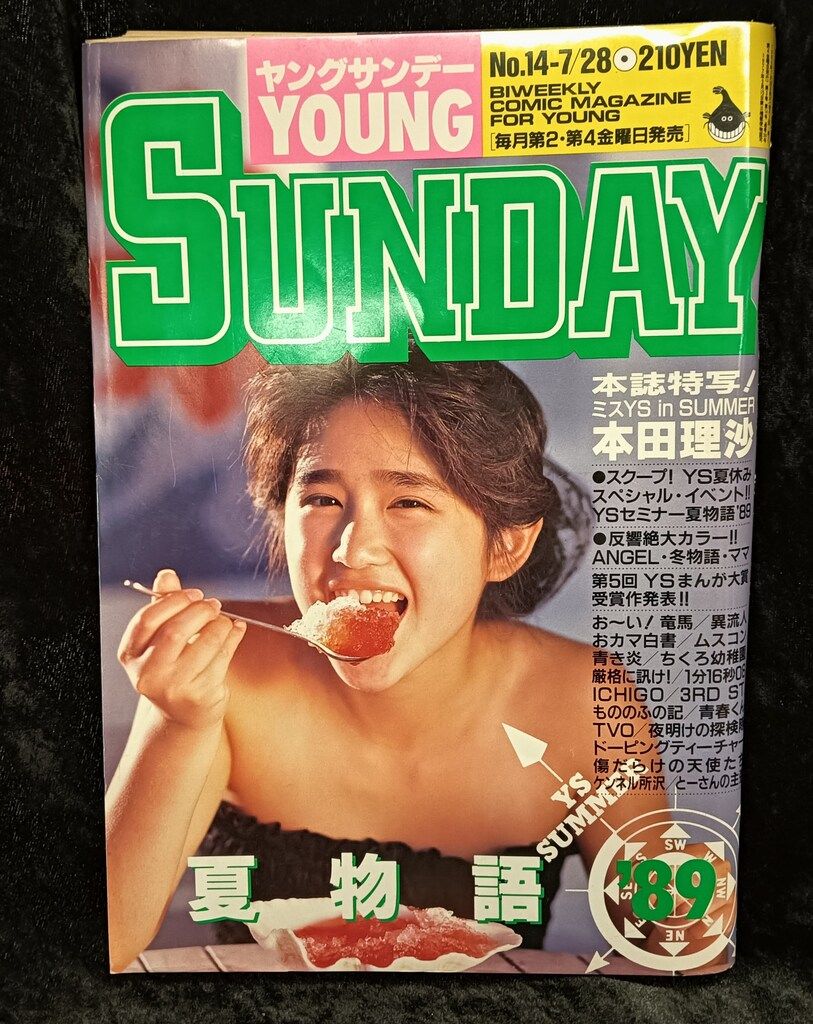 ヤングサンデー
YOUNG
SUNDAY
No.14-7/28 210YEN
BIWEEKLY
COMIC MAGAZINE
FOR YOUNG
[毎月第2・第4金曜日発売]
本誌特写!
ミスYS in SUMMER
本田理沙
●スクープ! YS夏休み
スペシャル・イベント!!
YSセミナー夏物語'89
●反響絶大カラー!!
ANGEL・冬物語・ママ
第5回 YSまんが大賞
受賞作発表!!
お〜い!竜馬/異流人
おカマ白書/ムスコン
青き炎/ちくろ幼稚園
厳格に訊け!/1分16秒0
ICHIGO/3RD ST
もののふの記/青春く
TVO/夜明けの探検
ドーピングティーチャー
傷だらけの天使た
ケンネル所沢/とーさんの主
YS
SUMMER
夏物語
'89
SW
W
NW
N
NE
E
S